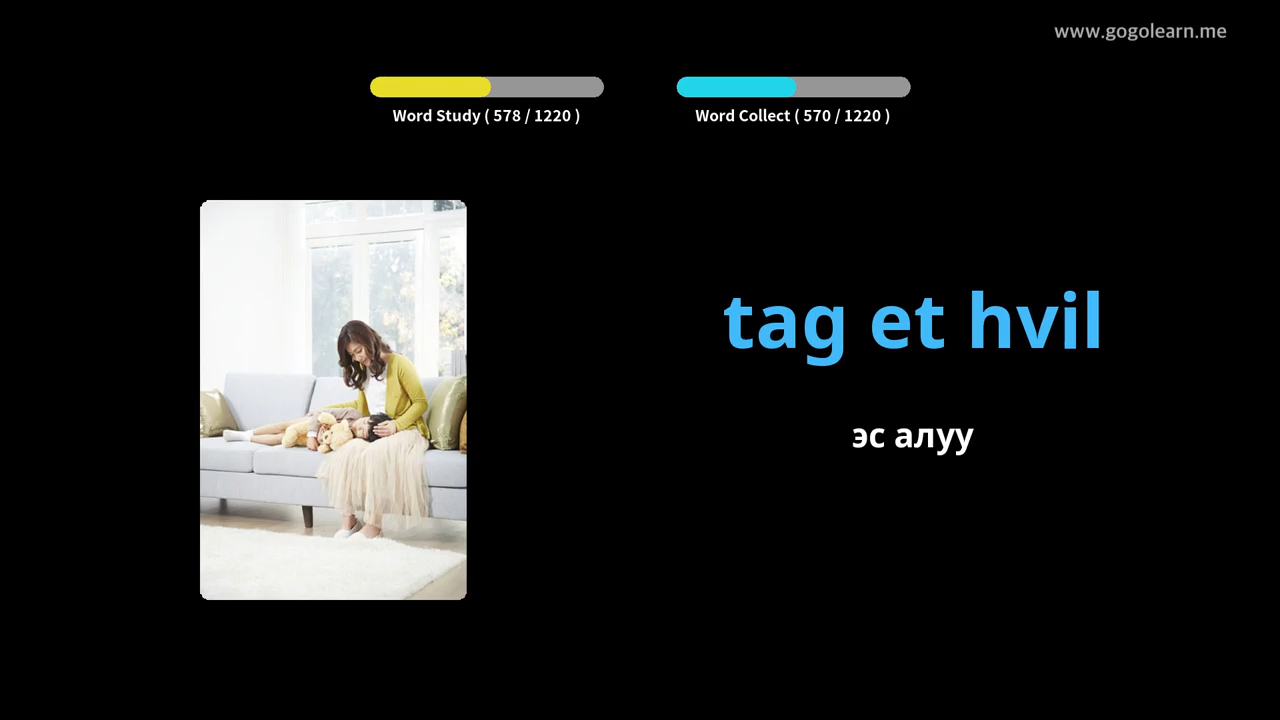 www.gogolearn.me
Word Study ( 578 / 1220 )
Word Collect ( 570 / 1220 )
tag et hvil
эс алуу